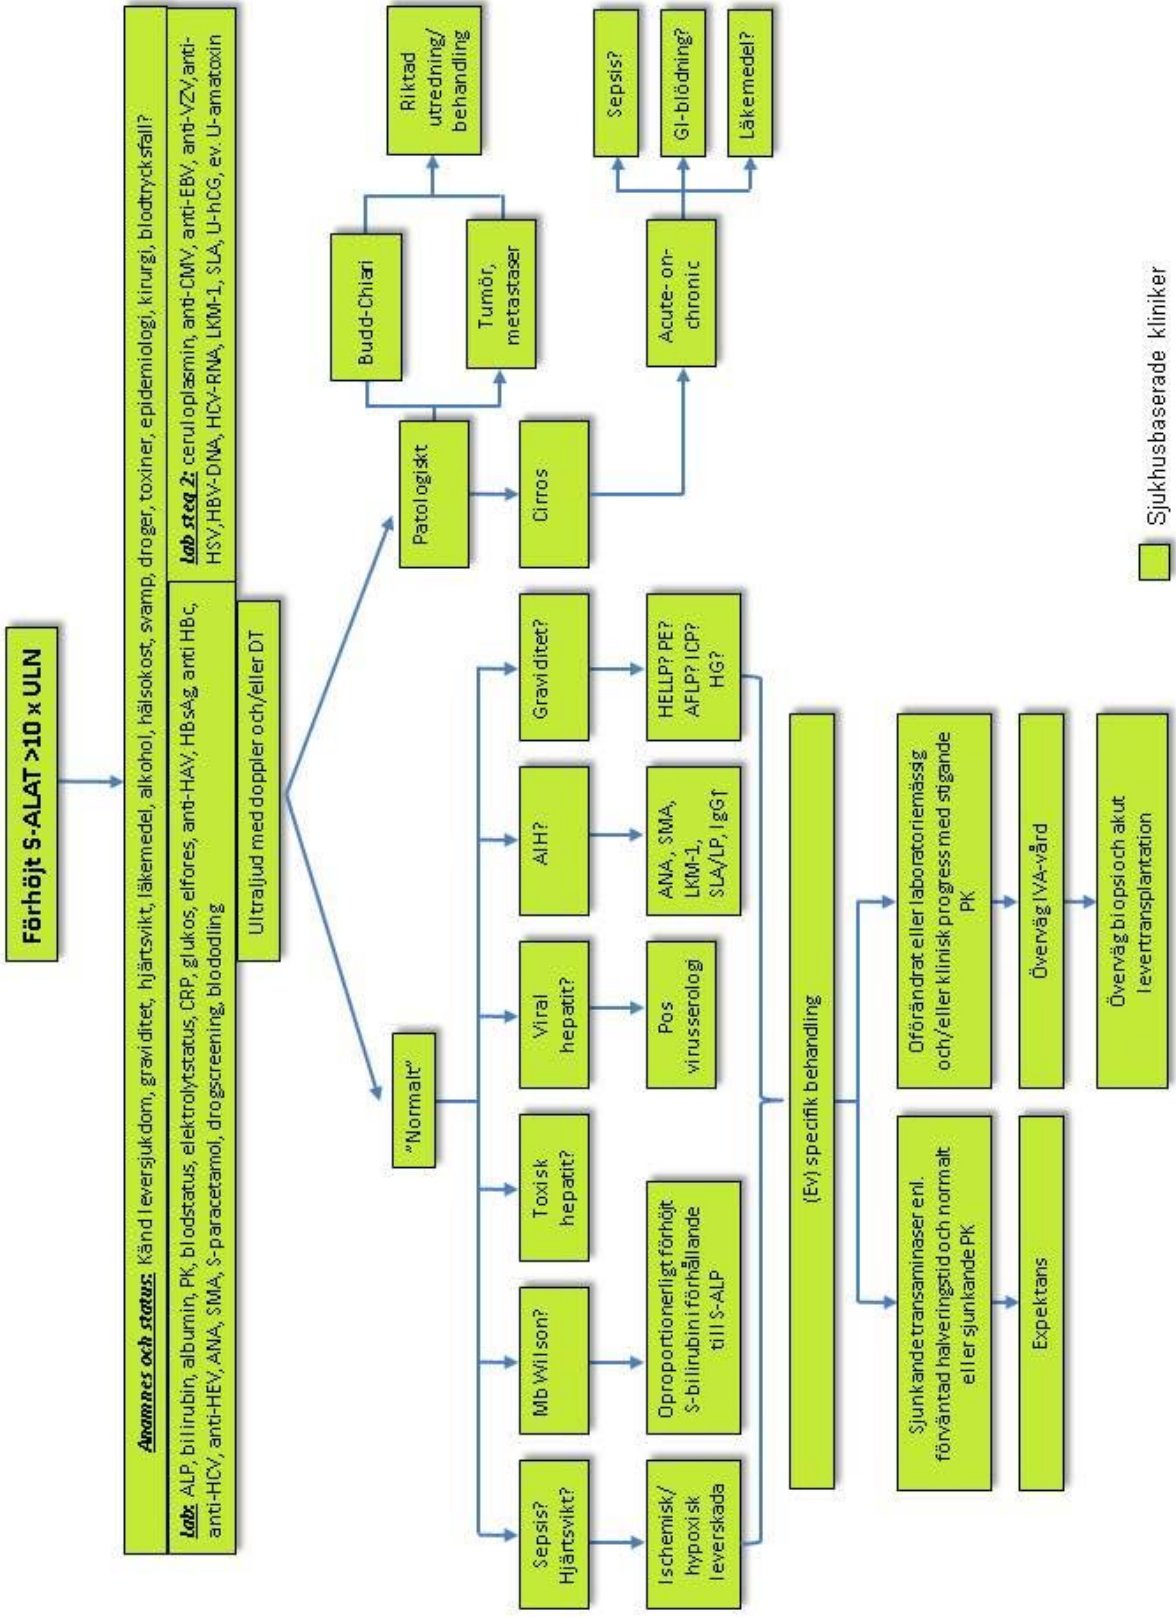 Förhöjt S-ALAT >10 x ULN
Anamnes och status: Känd leversjukdom, graviditet, hjärtsvikt, läkemedel, alkohol, hälsokost, svamp, droger, toxiner, epidemiologi, kirurgi, blodtrycksfall?
Lab: ALP, bilirubin, albumin, PK, blodstatus, elektrolytstatus, CRP, glukos, elfores, anti-HAV, HBsAg, anti HBc,
anti-HCV, anti-HEV, ANA, SMA, S-paracetamol, drogscreening, blododling
Lab steg 2: ceruloplasmin, anti-CMV, anti-EBV, anti-VZV, anti-
HSV, HBV-DNA, HCV-RNA, LKM-1, SLA, U-hCG, ev. U-amatoxin
Ultraljud med doppler och/eller DT
”Normalt”
Patologiskt
Budd-Chiari
Tumör,
metastaser
Riktad
utredning/
behandling
Sepsis?
Hjärtsvikt?
Mb Wilson?
Toxisk
hepatit?
Viral
hepatit?
AIH?
Graviditet?
Cirros
Ischemisk/
hypoxisk
leverskada
Oproportionerligt förhöjt
S-bilirubin i förhållande
till S-ALP
Pos
virusserologi
ANA, SMA,
LKM-1,
SLA/LP, IgG↑
HELLP? PE?
AFLP? ICP?
HG?
Acute- on-
chronic
Sepsis?
GI-blödning?
Läkemedel?
(Ev) specifik behandling
Sjunkande transaminaser enl.
förväntad halveringstid och normalt
eller sjunkande PK
Expektans
Oförändrat eller laboratoriemässig
och/eller klinisk progress med stigande
PK
Överväg IVA-vård
Överväg biopsi och akut
levertransplantation
Sjukhusbaserade kliniker